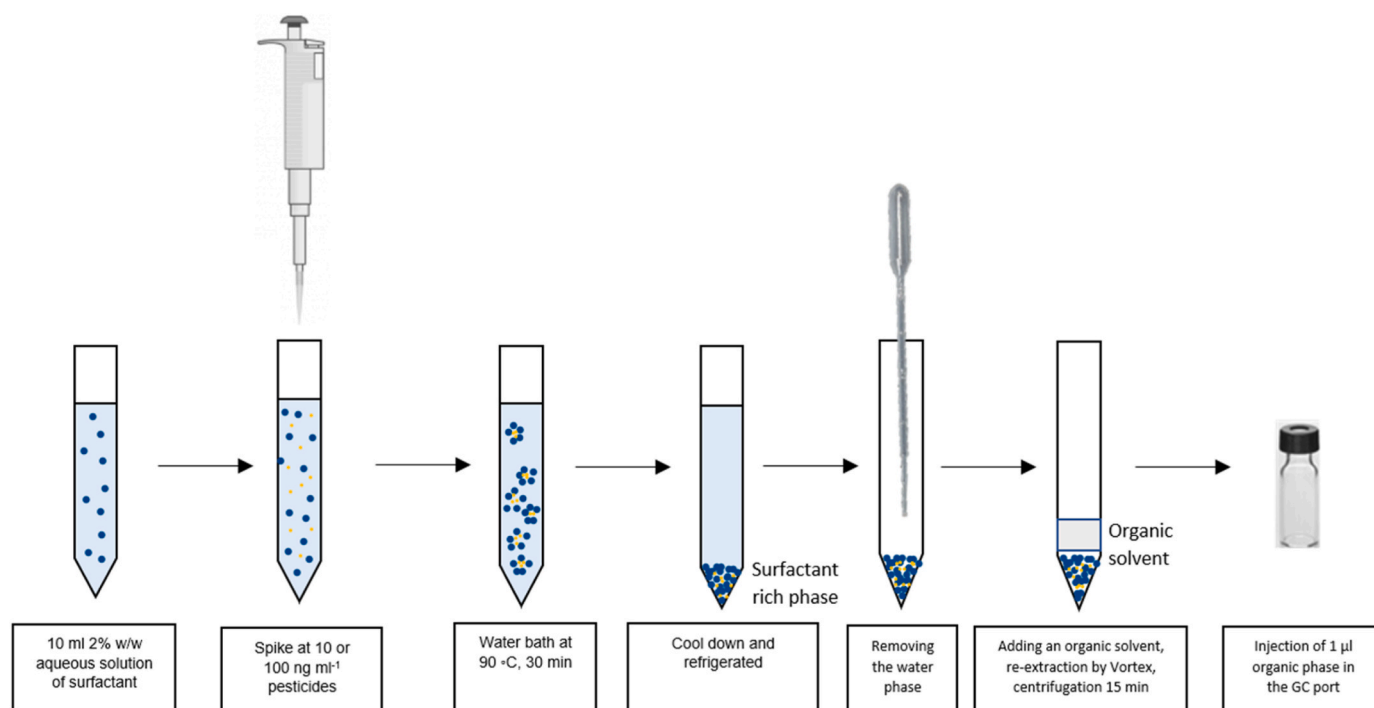 Surfactant
rich phase
Organic
solvent
10 ml 2% w/w
aqueous solution
of surfactant
Spike at 10 or
100 ng ml⁻¹
pesticides
Water bath at
90 ◦C, 30 min
Cool down and
refrigerated
Removing
the water
phase
Adding an organic solvent,
re-extraction by Vortex,
centrifugation 15 min
Injection of 1 µl
organic phase in
the GC port